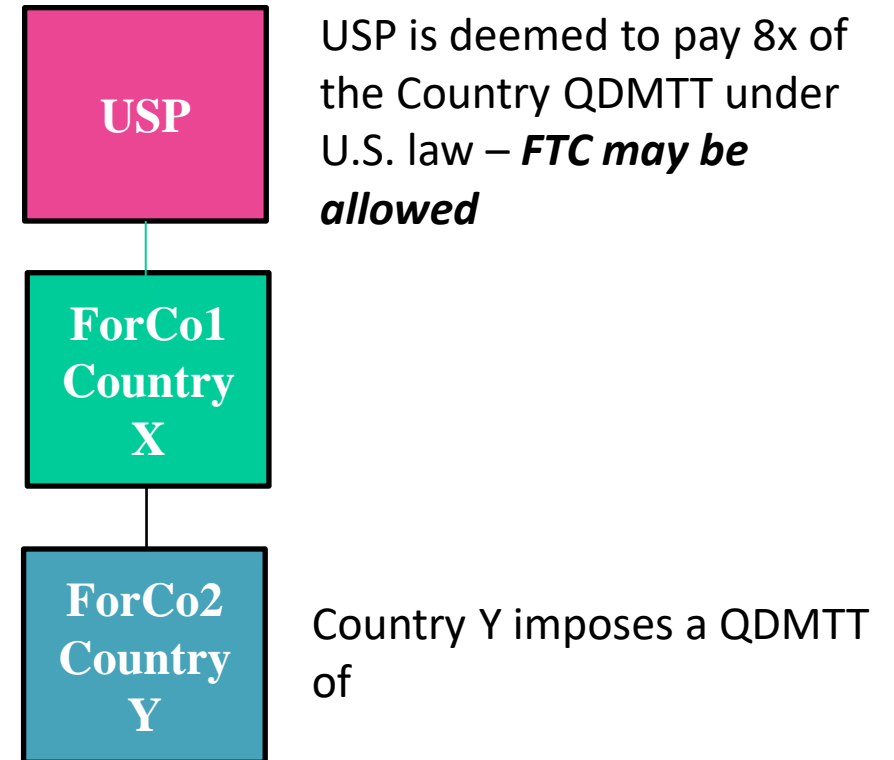 USP
USP is deemed to pay 8x of
the Country QDMTT under
U.S. law – FTC may be
allowed
ForCo1
Country
X
ForCo2
Country
Y
Country Y imposes a QDMTT
of